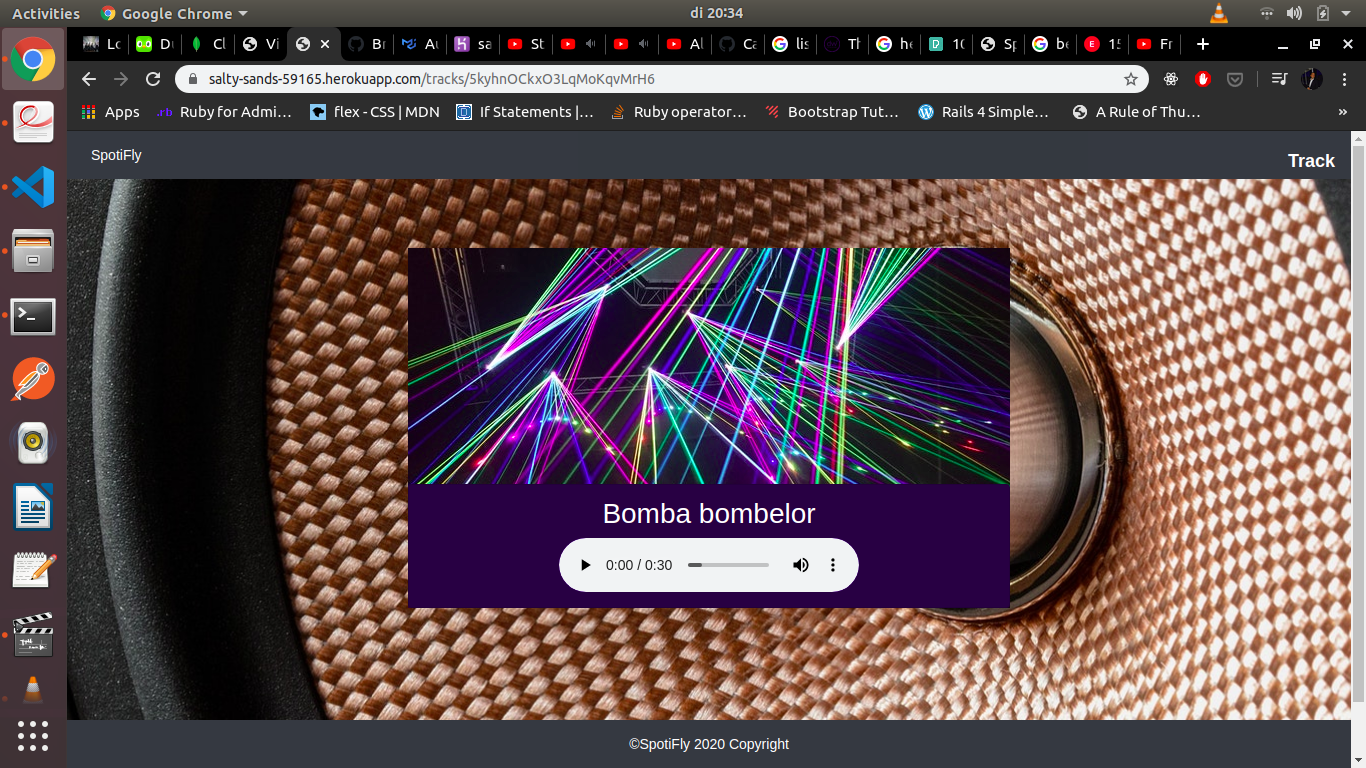 Activities Google Chrome di 20:34
Lo Du Cl Vi Br Au sa St Al Ca lis Th he 10 Sp be 15 Fr
salty-sands-59165.herokuapp.com/tracks/5kyhnOCkxO3LqMoKqvMrH6
Apps .rb Ruby for Admi… flex - CSS | MDN If Statements |… Ruby operator… Bootstrap Tut… Rails 4 Simple… A Rule of Thu… »
SpotiFly
Track
Bomba bombelor
0:00 / 0:30
©SpotiFly 2020 Copyright